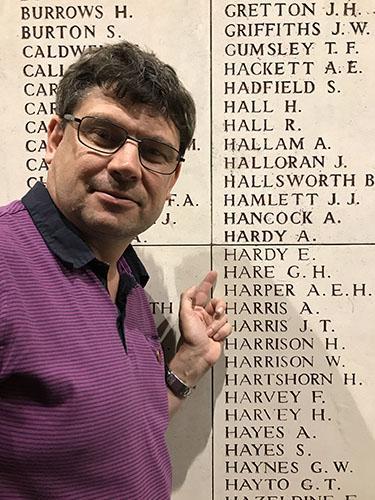 BURROWS H.
BURTON S.
F.A.
J.
A.
GRETTON J.H.
GRIFFITHS J.W.
GUMSLEY T.F.
HACKETT A.E.
HADFIELD S.
HALL H.
HALL R.
HALLAM A.
HALLORAN J.
HALLSWORTH B
HAMLETT J.J.
HANCOCK A.
HARDY A.
HARDY E.
HARE G.H.
HARPER A.E.H.
HARRIS A.
HARRIS J.T.
HARRISON H.
HARRISON W.
HARTSHORN H.
HARVEY F.
HARVEY H.
HAYES A.
HAYES S.
HAYNES G.W.
HAYTO G.T.